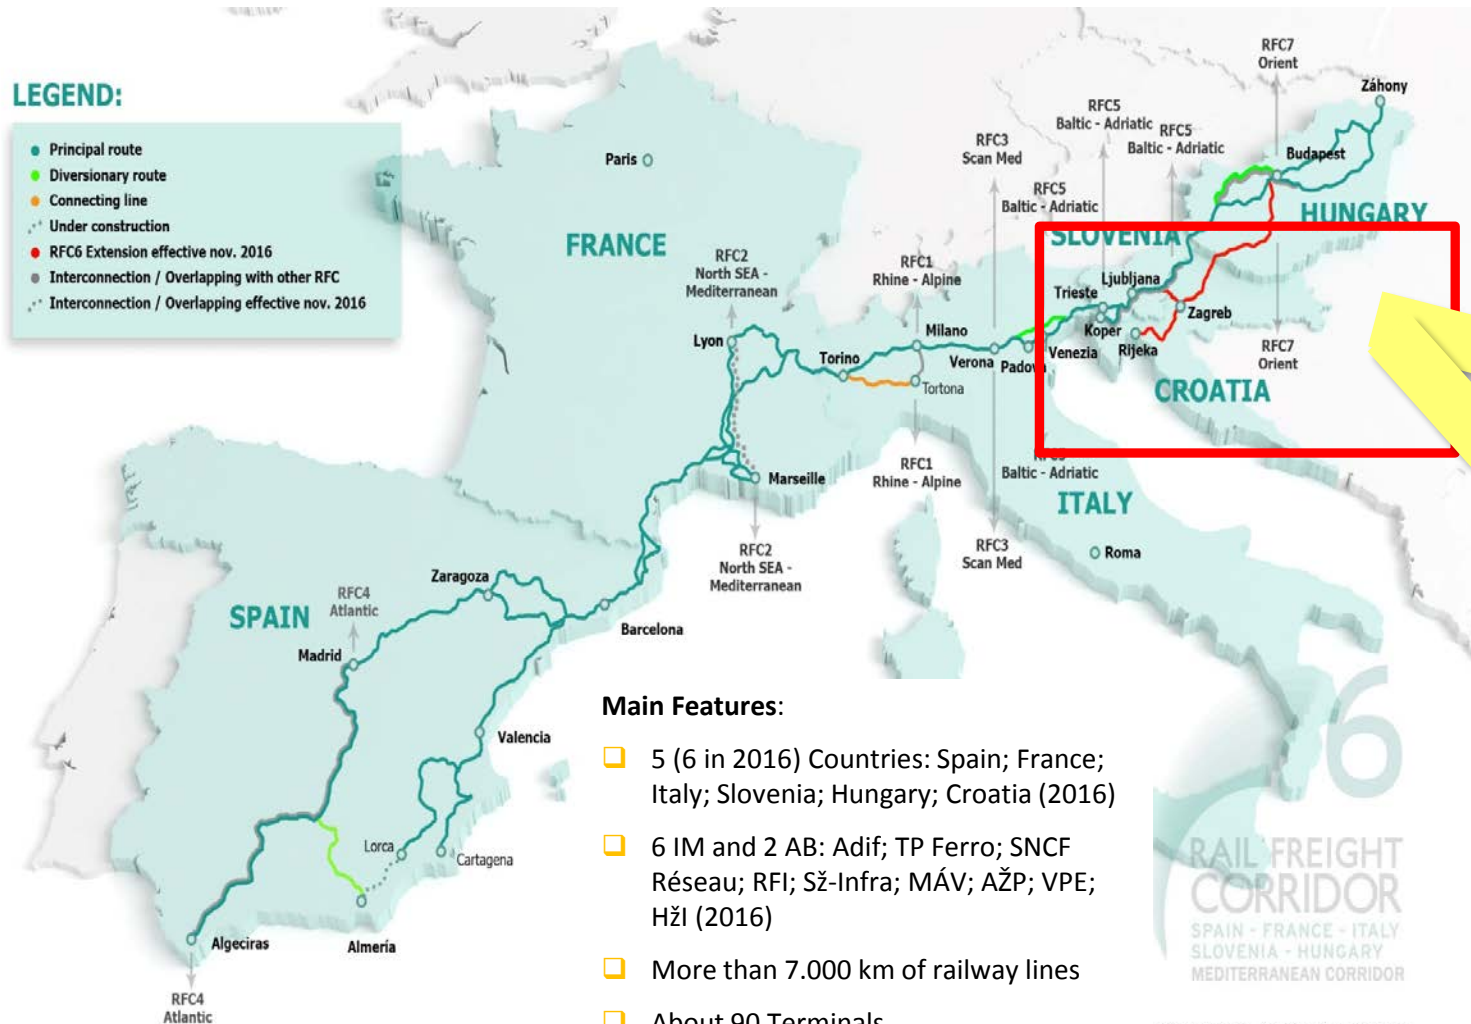 LEGEND:
Principal route
Diversionary route
Connecting line
Under construction
RFC6 Extension effective nov. 2016
Interconnection / Overlapping with other RFC
Interconnection / Overlapping effective nov. 2016
RFC7
Orient
Záhony
RFC5
Baltic - Adriatic
RFC5
Baltic - Adriatic
RFC3
Scan Med
Paris
Budapest
RFC5
Baltic - Adriatic
HUNGARY
SLOVENIA
FRANCE
RFC2
North SEA -
Mediterranean
RFC1
Rhine - Alpine
Ljubljana
Trieste
Zagreb
Koper
Rijeka
Milano
Lyon
Torino
Verona
Padova
Venezia
RFC7
Orient
Tortona
CROATIA
RFC5
Baltic - Adriatic
RFC1
Rhine - Alpine
Marseille
ITALY
RFC2
North SEA -
Mediterranean
RFC3
Scan Med
Roma
Zaragoza
RFC4
Atlantic
SPAIN
Barcelona
Madrid
Valencia
Lorca
Cartagena
Algeciras
Almería
RFC4
Atlantic
Main Features:
5 (6 in 2016) Countries: Spain; France;
Italy; Slovenia; Hungary; Croatia (2016)
6 IM and 2 AB: Adif; TP Ferro; SNCF
Réseau; RFI; Sž-Infra; MÁV; AŽP; VPE;
HžI (2016)
More than 7.000 km of railway lines
About 90 Terminals
6
RAIL FREIGHT
CORRIDOR
SPAIN - FRANCE - ITALY
SLOVENIA - HUNGARY
MEDITERRANEAN CORRIDOR